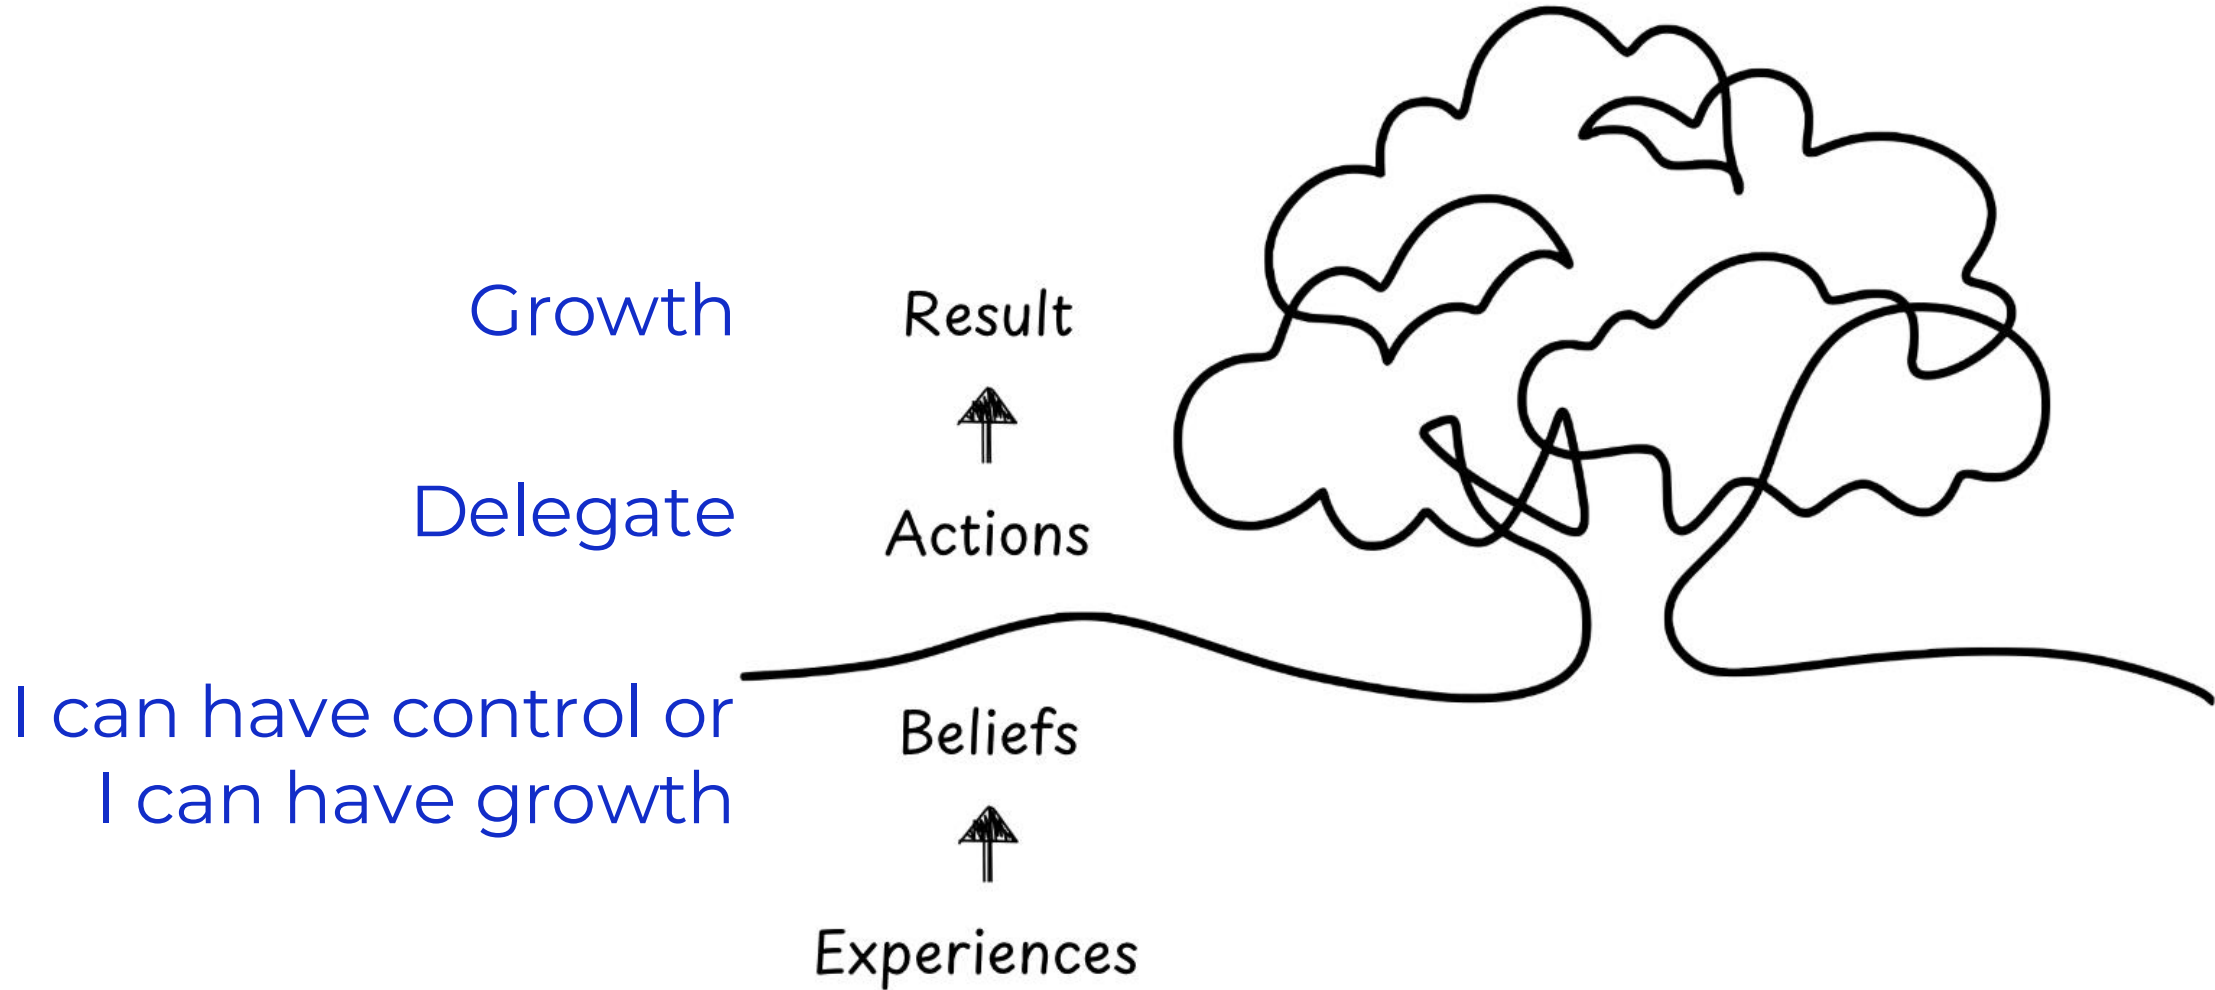 Growth
Result
Delegate
Actions
I can have control or
I can have growth
Beliefs
Experiences